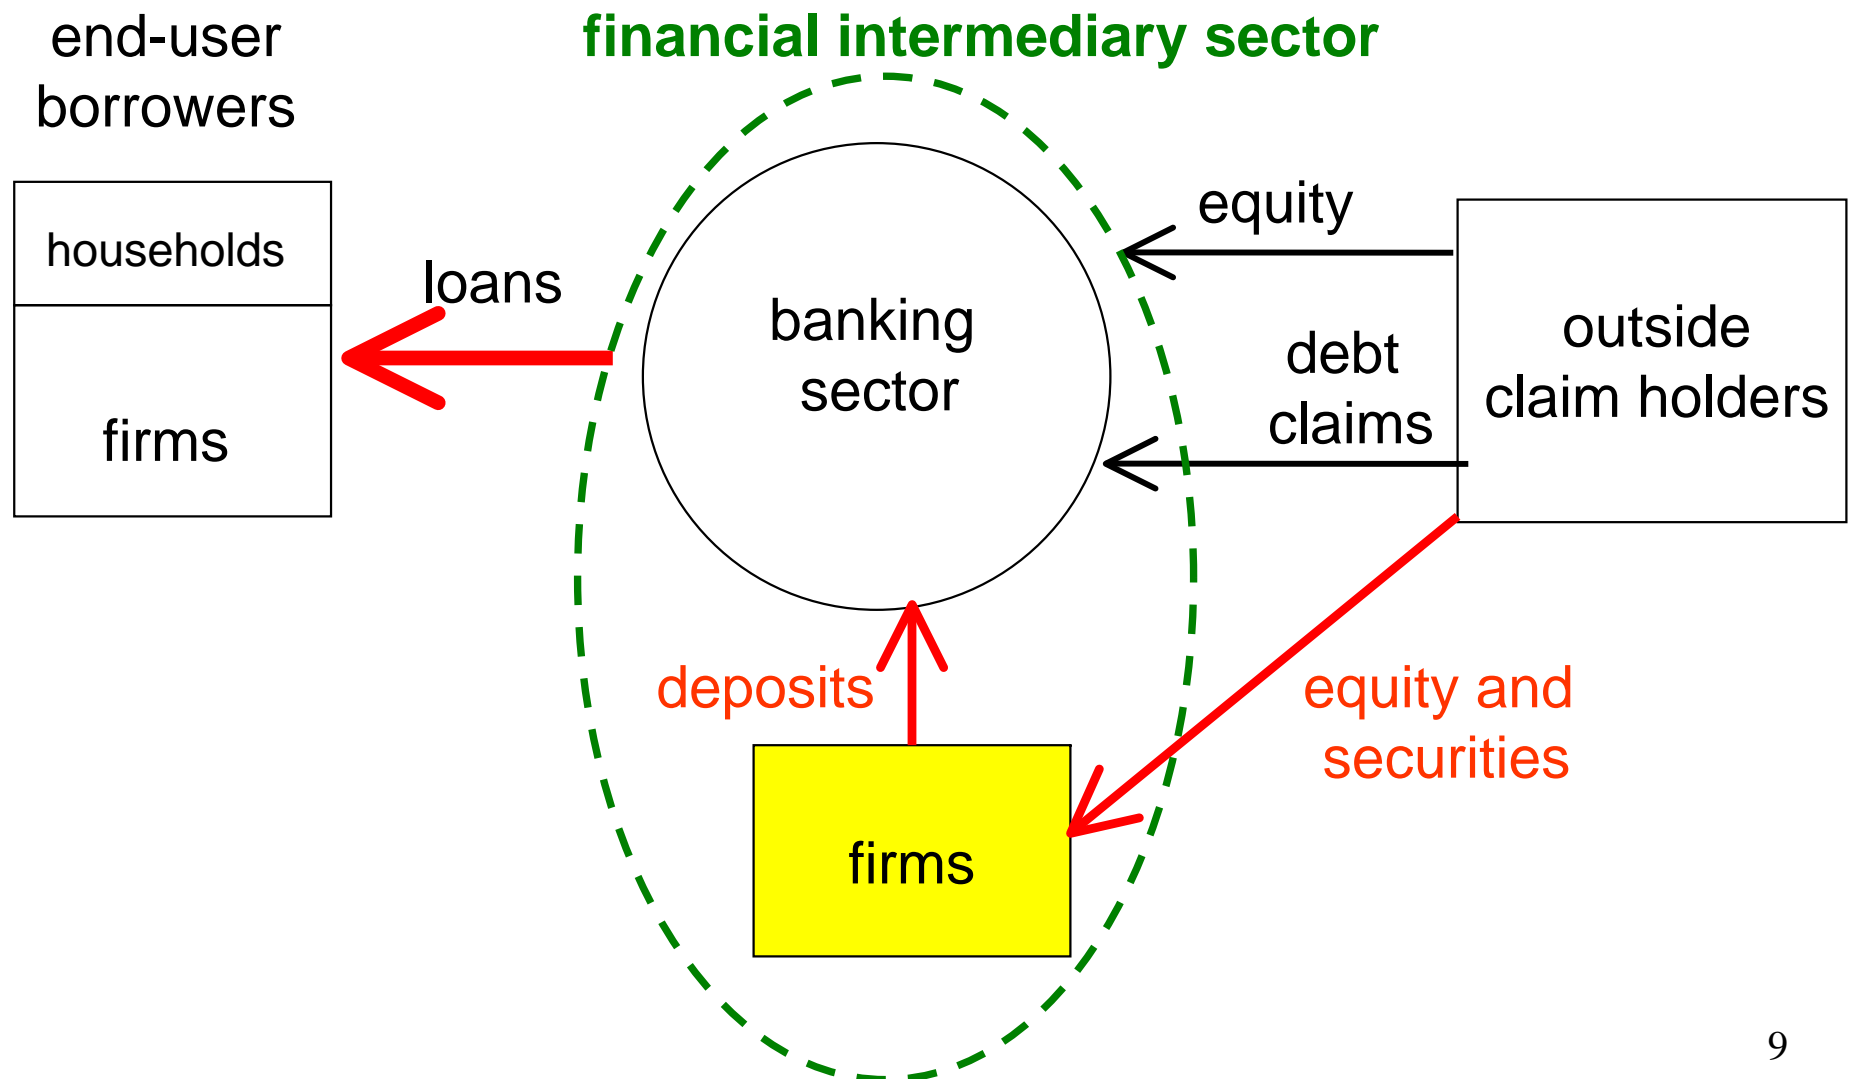 end-user
borrowers
financial intermediary sector
households
firms
loans
banking
sector
equity
debt
claims
outside
claim holders
deposits
equity and
securities
firms
9